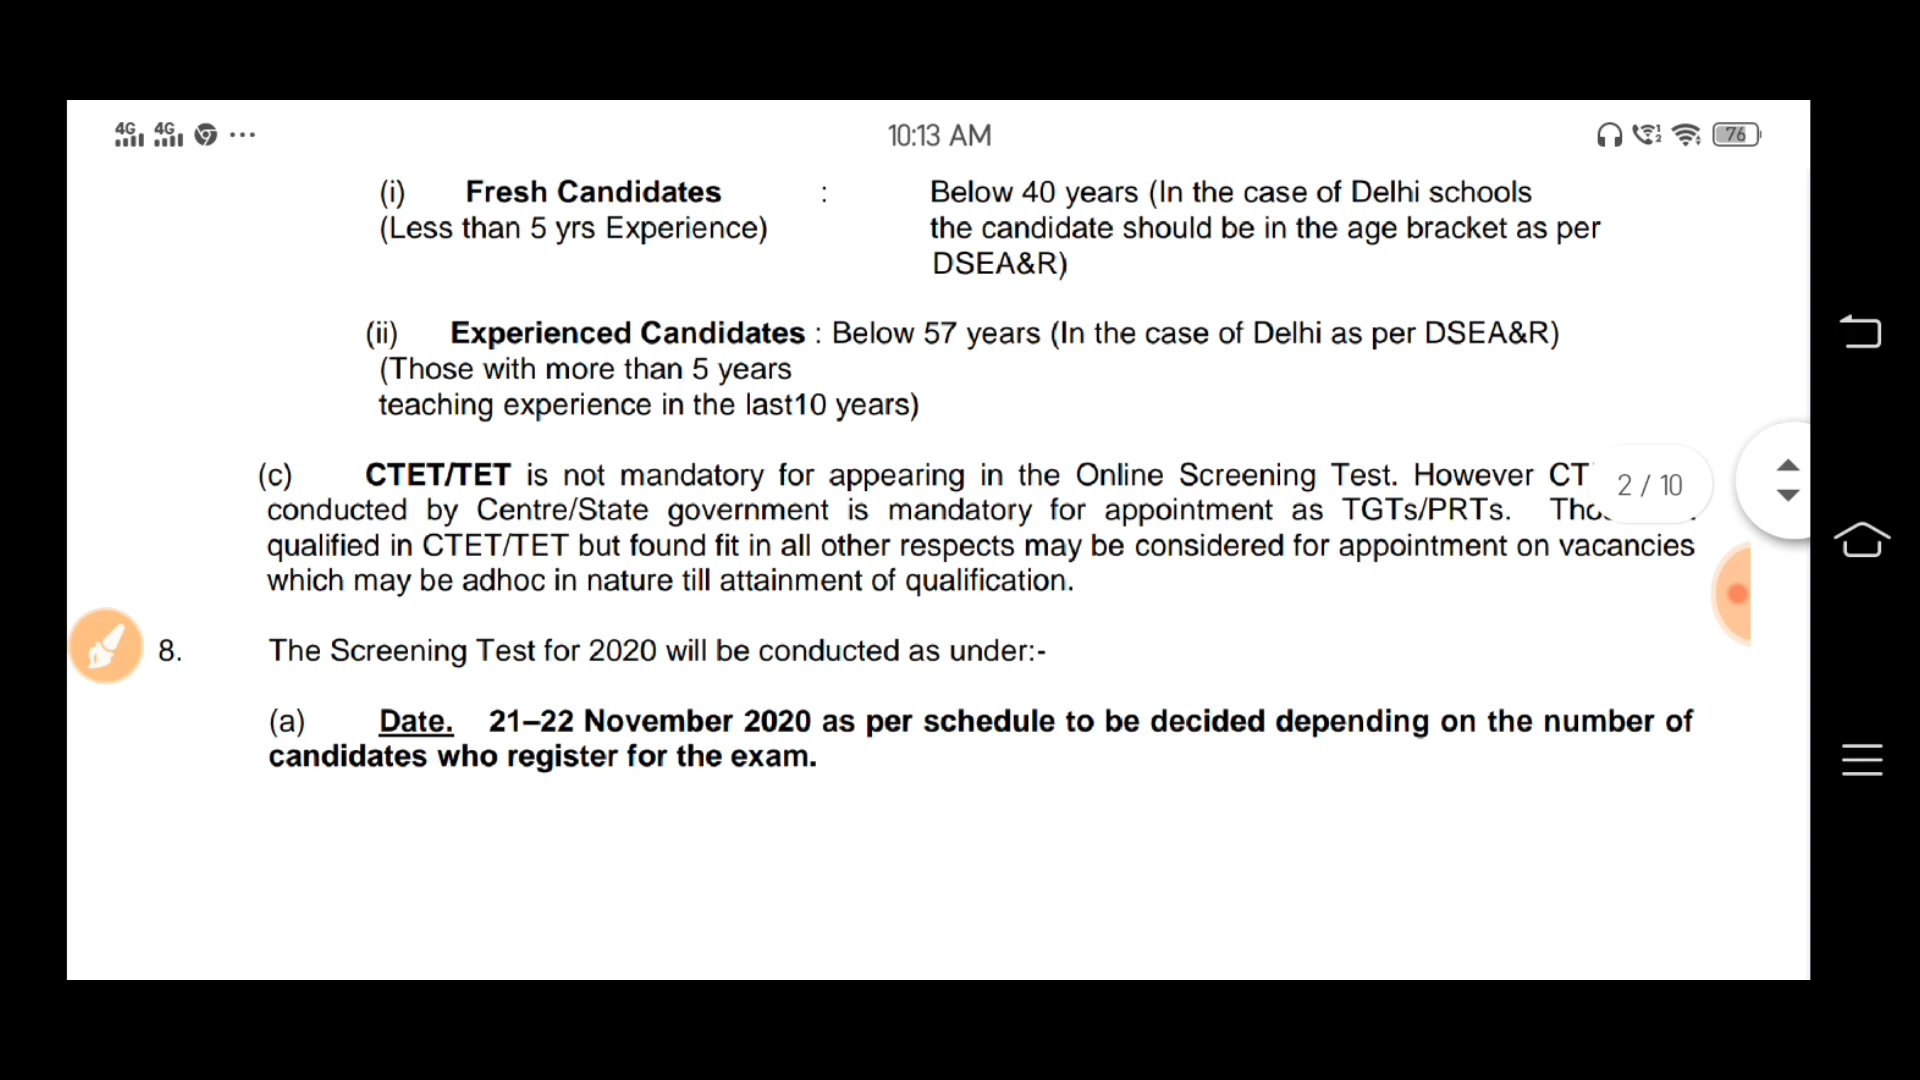 4G 4G ... 10:13 AM 76
(i) Fresh Candidates : Below 40 years (In the case of Delhi schools
(Less than 5 yrs Experience) the candidate should be in the age bracket as per
DSEA&R)
(ii) Experienced Candidates : Below 57 years (In the case of Delhi as per DSEA&R)
(Those with more than 5 years
teaching experience in the last10 years)
(c) CTET/TET is not mandatory for appearing in the Online Screening Test. However CT
2 / 10
conducted by Centre/State government is mandatory for appointment as TGTs/PRTs.
qualified in CTET/TET but found fit in all other respects may be considered for appointment on vacancies
which may be adhoc in nature till attainment of qualification.
8. The Screening Test for 2020 will be conducted as under:-
(a) Date. 21–22 November 2020 as per schedule to be decided depending on the number of
candidates who register for the exam.